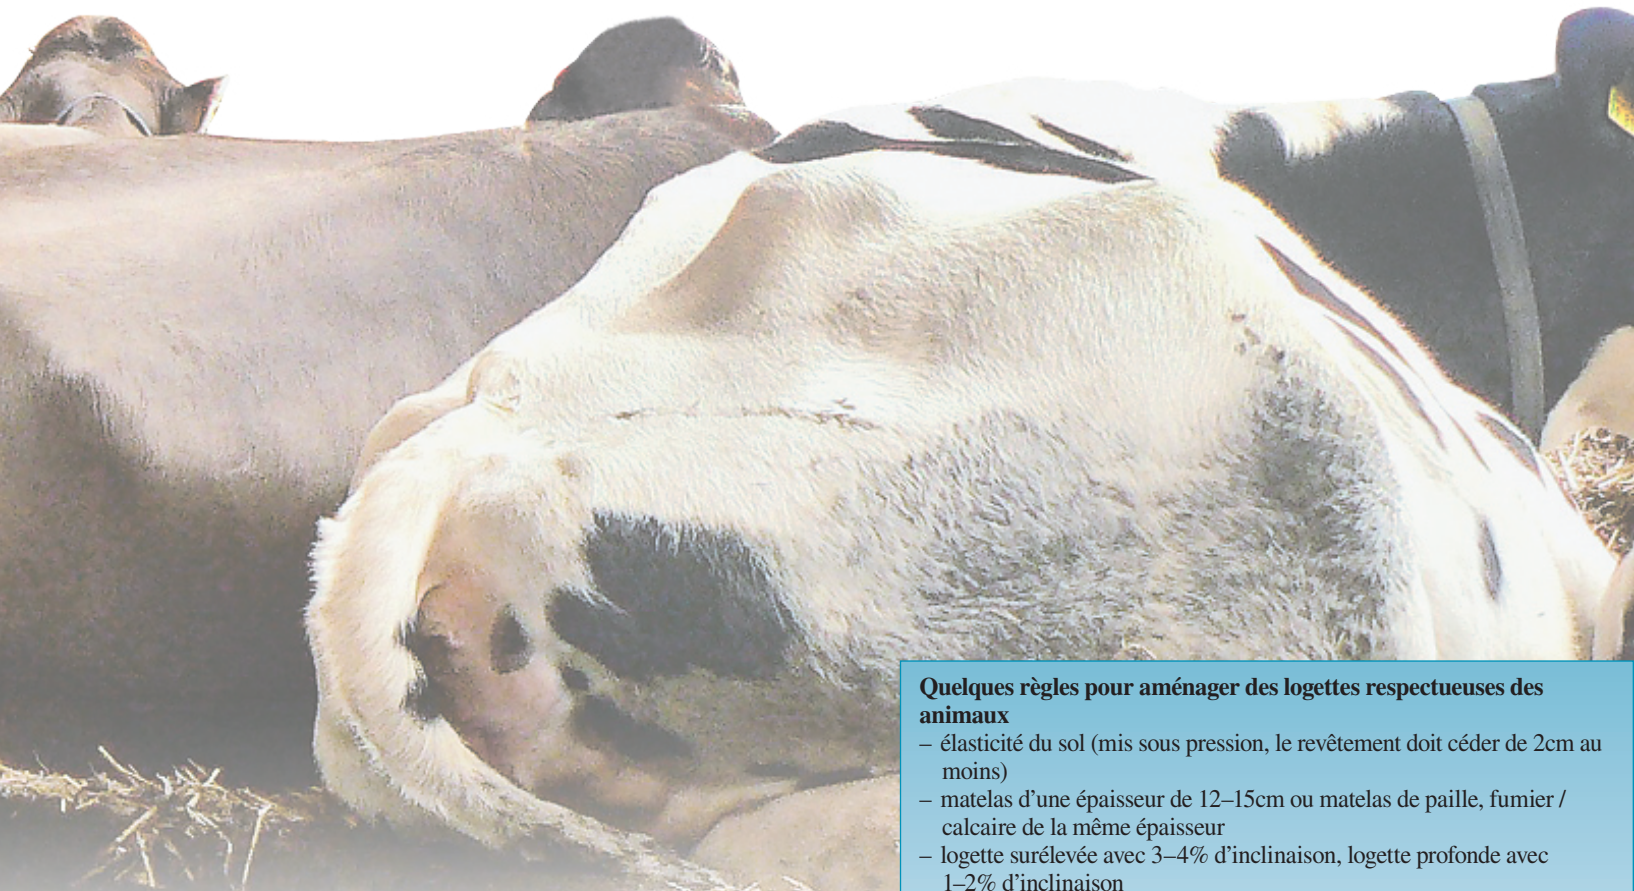 Quelques règles pour aménager des logettes respectueuses des
animaux
– élasticité du sol (mis sous pression, le revêtement doit céder de 2cm au
moins)
– matelas d’une épaisseur de 12–15cm ou matelas de paille, fumier /
calcaire de la même épaisseur
– logette surélevée avec 3–4% d’inclinaison, logette profonde avec
1–2% d’inclinaison